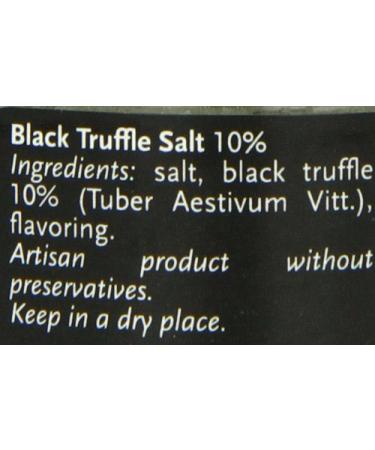 Black Truffle Salt 10%
Ingredients: salt, black truffle
10% (Tuber Aestivum Vitt.),
flavoring.
Artisan product without
preservatives.
Keep in a dry place.